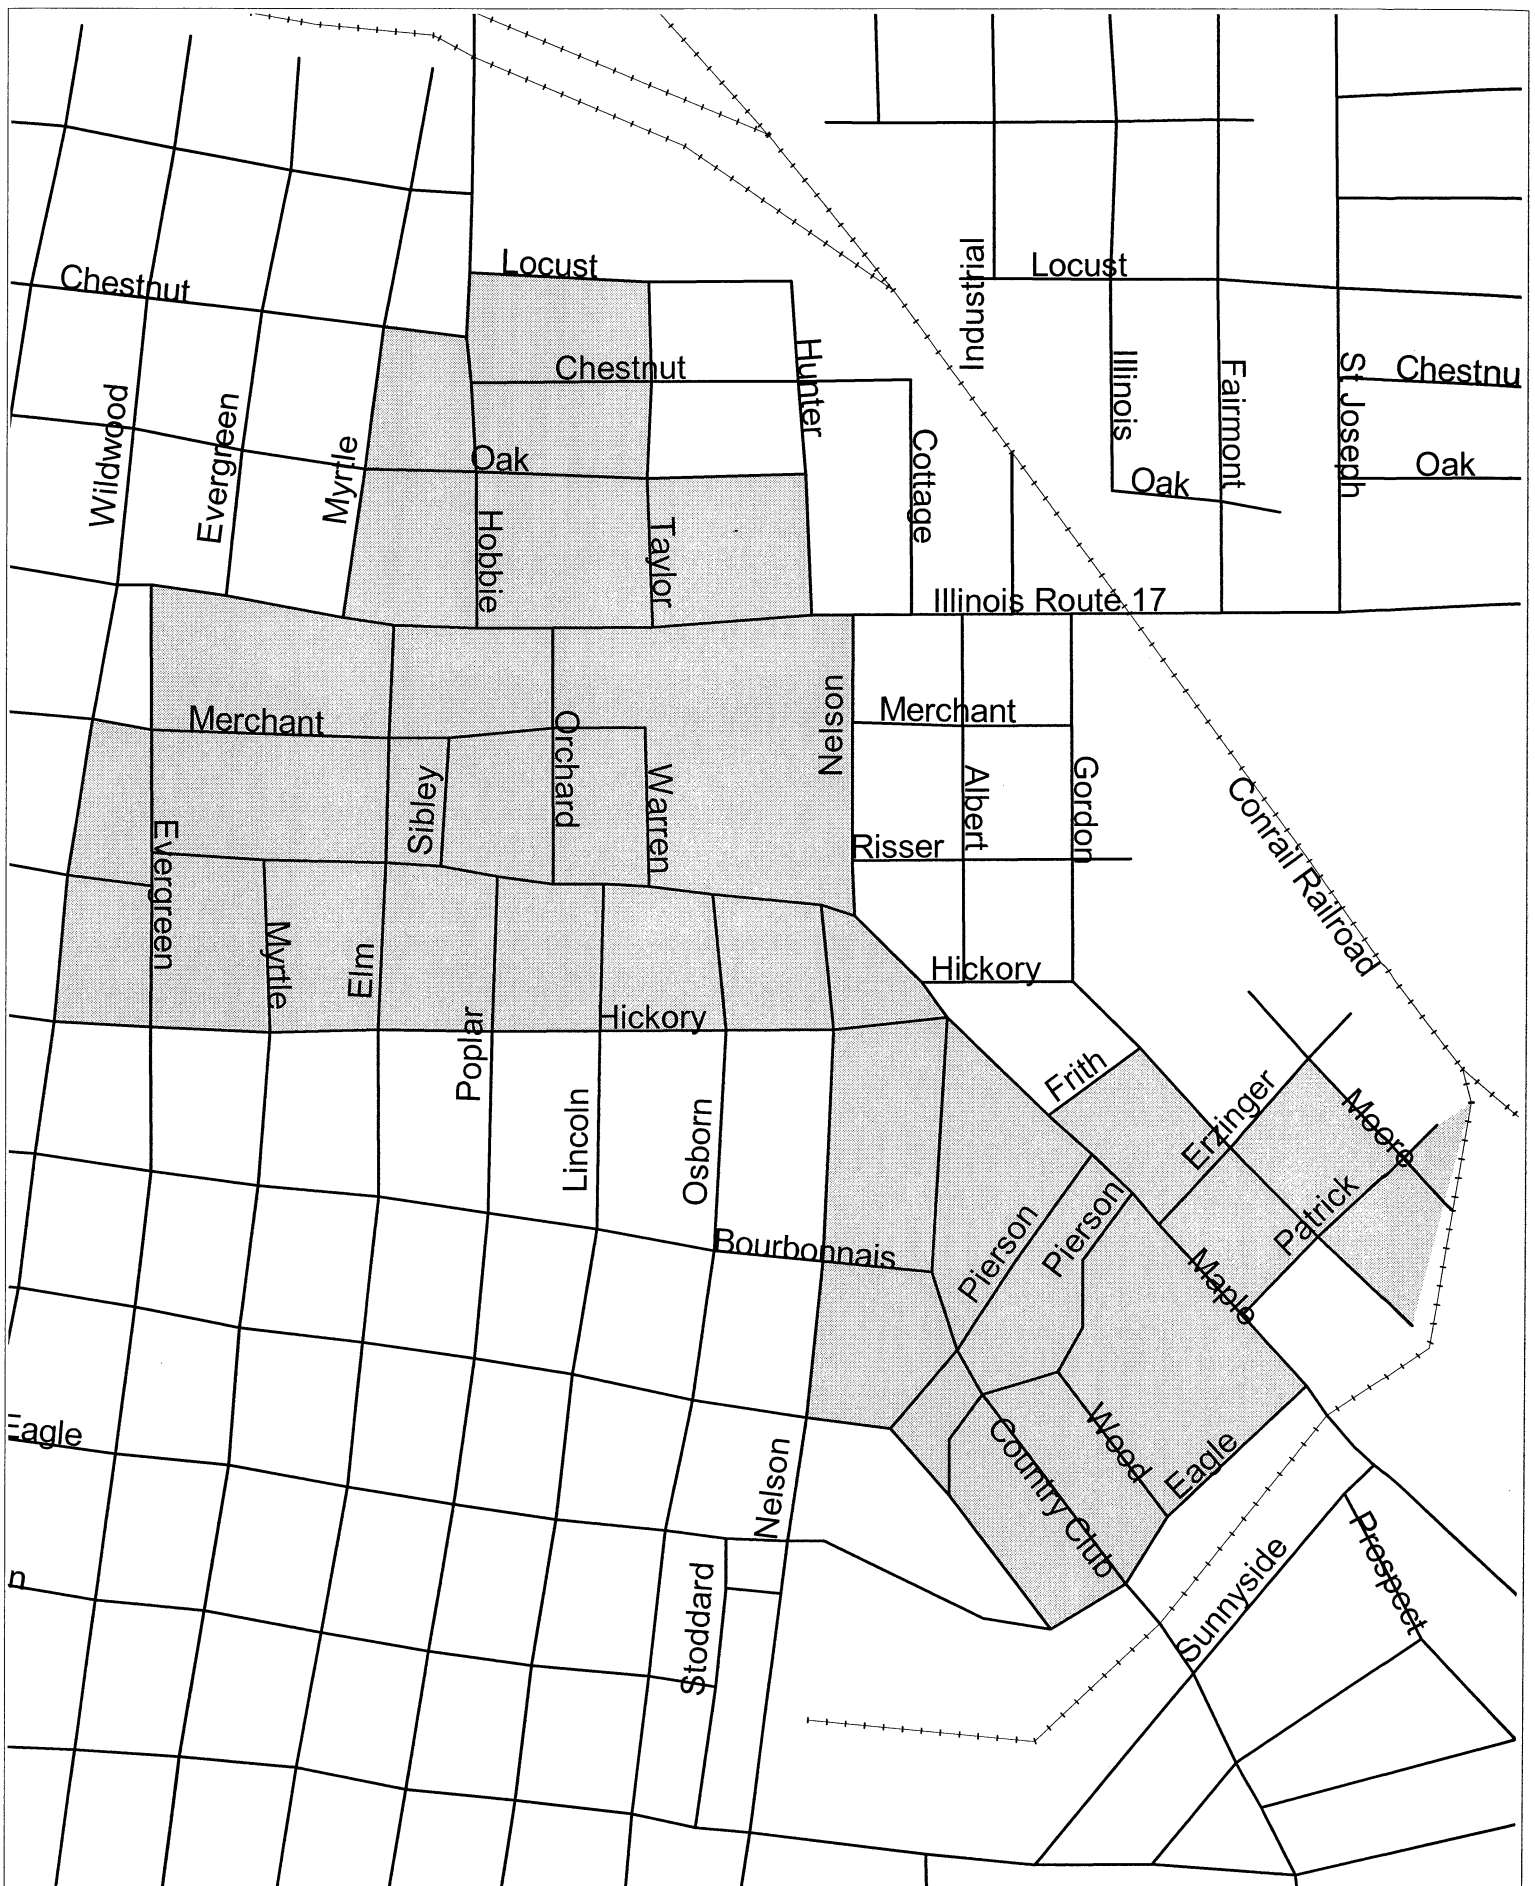 Locust
Industrial
Locust
Chestnut
Hunter
Illinois
Fairmont
St Joseph
Chestnut
Chestnu
Wildwood
Evergreen
Myrtle
Oak
Cottage
Oak
Oak
Hobbie
Taylor
Illinois Route 17
Merchant
Orchard
Nelson
Merchant
Sibley
Warren
Albert
Gordon
Conrail Railroad
Evergreen
Risser
Myrtle
Elm
Hickory
Poplar
Hickory
Frith
Erzinger
Moore
Lincoln
Osborn
Pierson
Pierson
Patrick
Bourbonnais
Maple
Eagle
Country Club
Wood
Eagle
Nelson
Sunnyside
Prospect
n
Stoddard